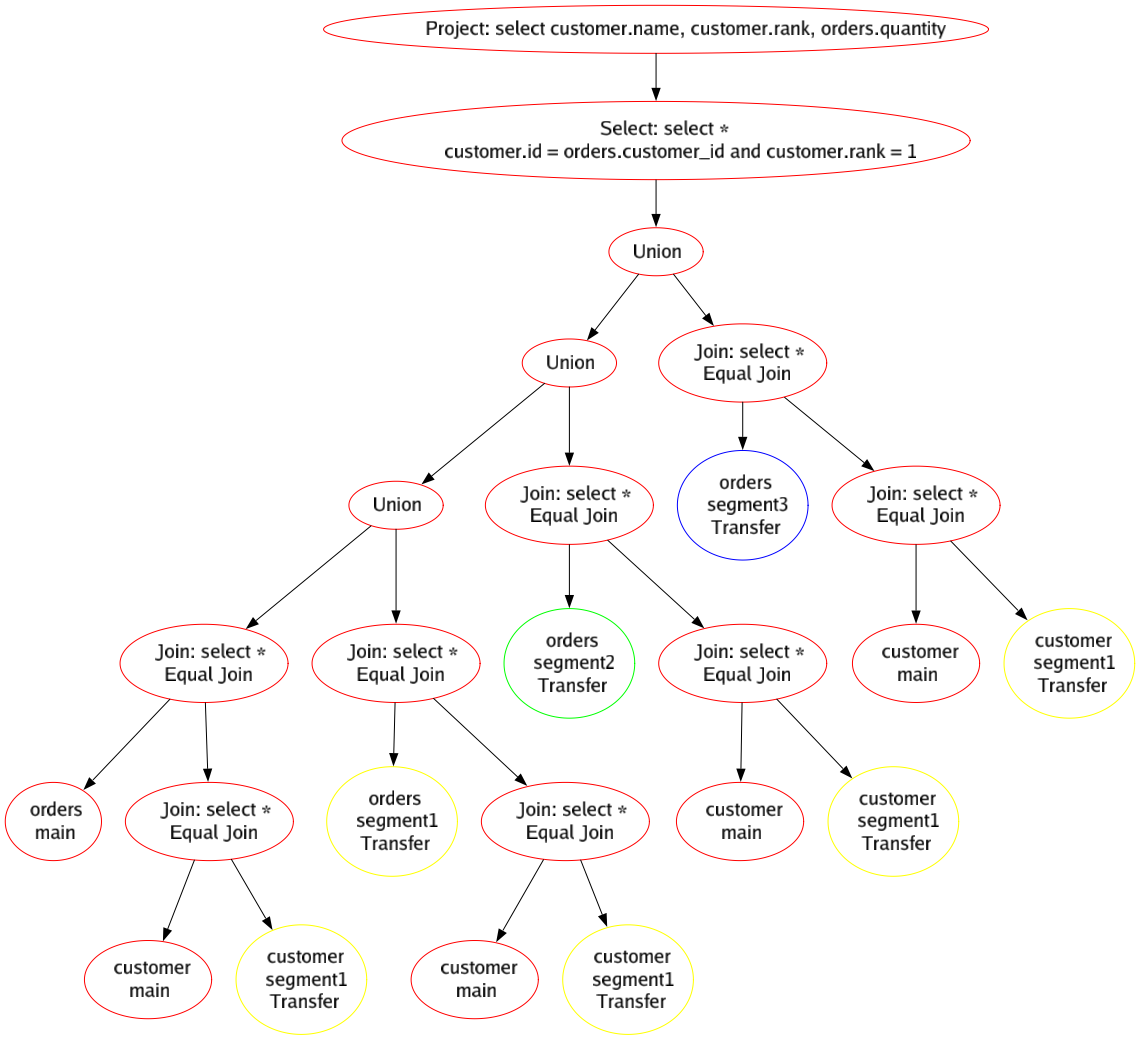 Project: select customer.name, customer.rank, orders.quantity
Select: select *
customer.id = orders.customer_id and customer.rank = 1
Union
Union
Join: select *
Equal Join
Union
Join: select *
Equal Join
orders
segment3
Transfer
Join: select *
Equal Join
Join: select *
Equal Join
Join: select *
Equal Join
orders
segment2
Transfer
Join: select *
Equal Join
customer
main
customer
segment1
Transfer
orders
main
Join: select *
Equal Join
orders
segment1
Transfer
Join: select *
Equal Join
customer
main
customer
segment1
Transfer
customer
main
customer
segment1
Transfer
customer
main
customer
segment1
Transfer